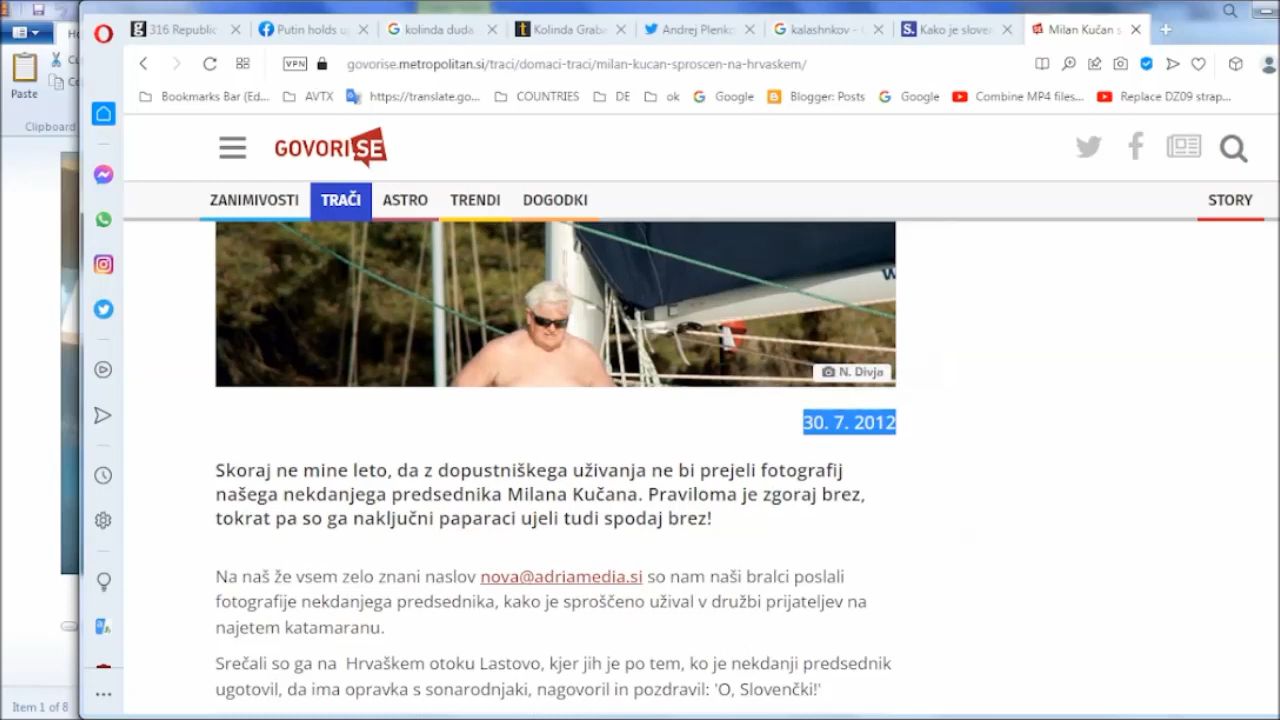 316 Republic
Putin holds u
kolinda duda
Kolinda Grab
Andrej Plenk
kalashnkov -
Kako je slover
Milan Kučan s
VPN
govorise.metropolitan.si/traci/domaci-traci/milan-kucan-sproscen-na-hrvaskem/
Paste
Clipboard
Bookmarks Bar (Ed...
AVTX
https://translate.go...
COUNTRIES
DE
ok
Google
Blogger: Posts
Google
Combine MP4 files...
Replace DZ09 strap...
GOVORISE
ZANIMIVOSTI
TRAČI
ASTRO
TRENDI
DOGODKI
STORY
N. Divja
30. 7. 2012
Skoraj ne mine leto, da z dopustniškega uživanja ne bi prejeli fotografij
našega nekdanjega predsednika Milana Kučana. Praviloma je zgoraj brez,
tokrat pa so ga naključni paparaci ujeli tudi spodaj brez!
Na naš že vsem zelo znani naslov nova@adriamedia.si so nam naši bralci poslali
fotografije nekdanjega predsednika, kako je sproščeno užival v družbi prijateljev na
najetem katamaranu.
Srečali so ga na Hrvaškem otoku Lastovo, kjer jih je po tem, ko je nekdanji predsednik
ugotovil, da ima opravka s sonarodnjaki, nagovoril in pozdravil: 'O, Slovenčki!'
Item 1 of 8